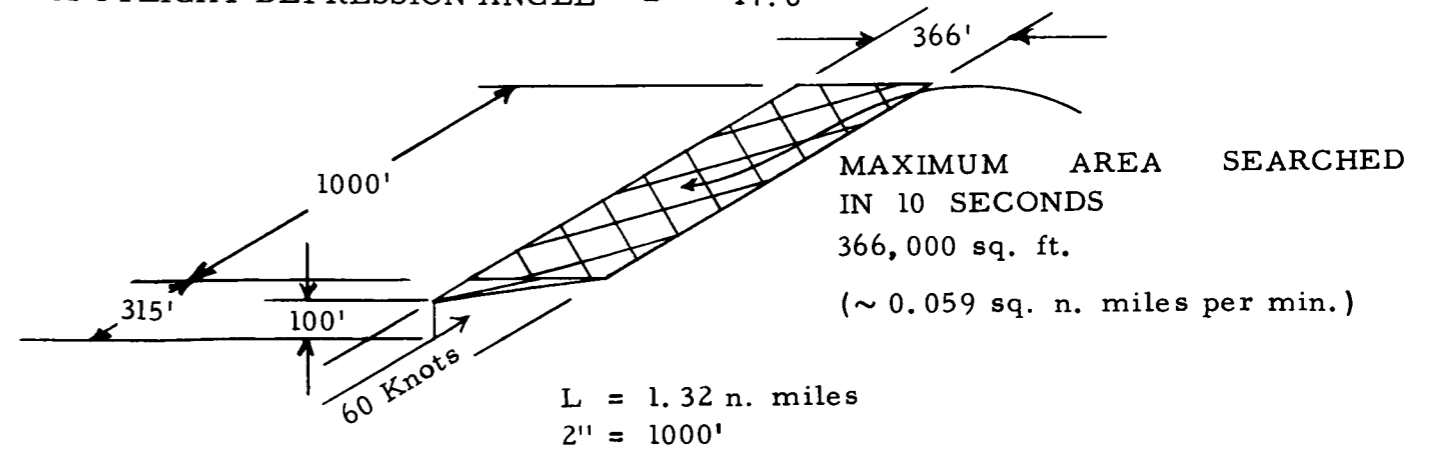 366'
1000'
MAXIMUM AREA SEARCHED
IN 10 SECONDS
366,000 sq. ft.
315'
100'
(~ 0.059 sq. n. miles per min.)
60 Knots
L = 1.32 n. miles
2" = 1000'